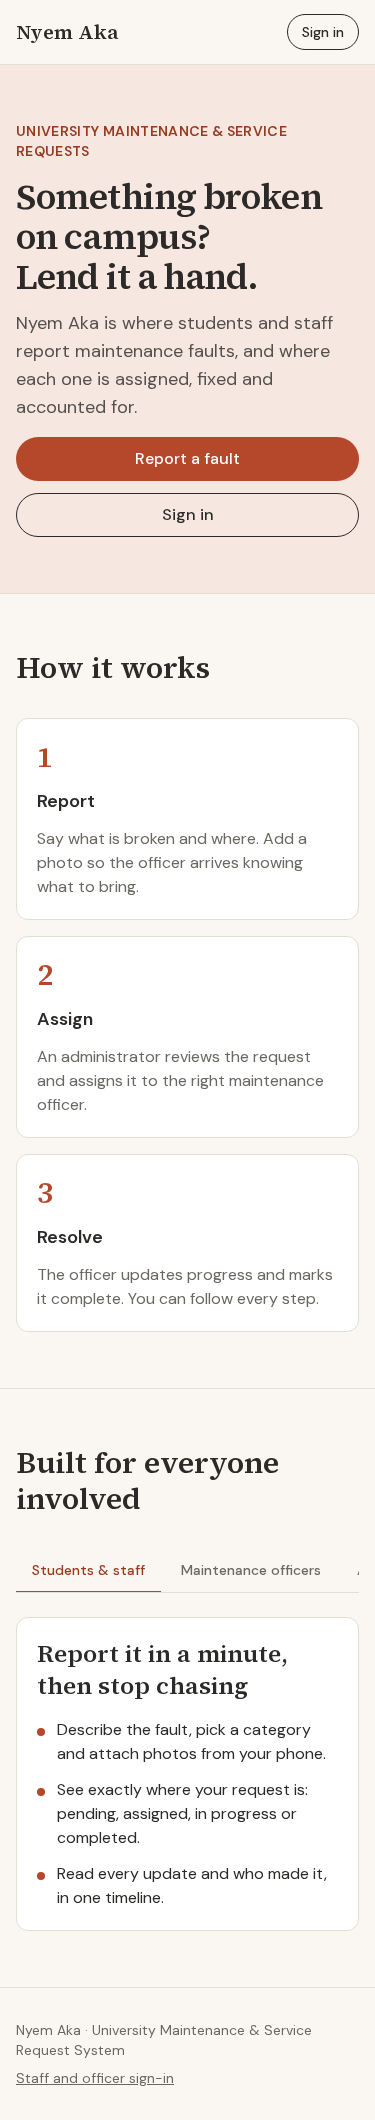 Nyem Aka
Sign in
UNIVERSITY MAINTENANCE & SERVICE
REQUESTS
Something broken
on campus?
Lend it a hand.
Nyem Aka is where students and staff
report maintenance faults, and where
each one is assigned, fixed and
accounted for.
Report a fault
Sign in
How it works
1
Report
Say what is broken and where. Add a
photo so the officer arrives knowing
what to bring.
2
Assign
An administrator reviews the request
and assigns it to the right maintenance
officer.
3
Resolve
The officer updates progress and marks
it complete. You can follow every step.
Built for everyone
involved
Students & staff
Maintenance officers
Report it in a minute,
then stop chasing
Describe the fault, pick a category
and attach photos from your phone.
See exactly where your request is:
pending, assigned, in progress or
completed.
Read every update and who made it,
in one timeline.
Nyem Aka · University Maintenance & Service
Request System
Staff and officer sign-in